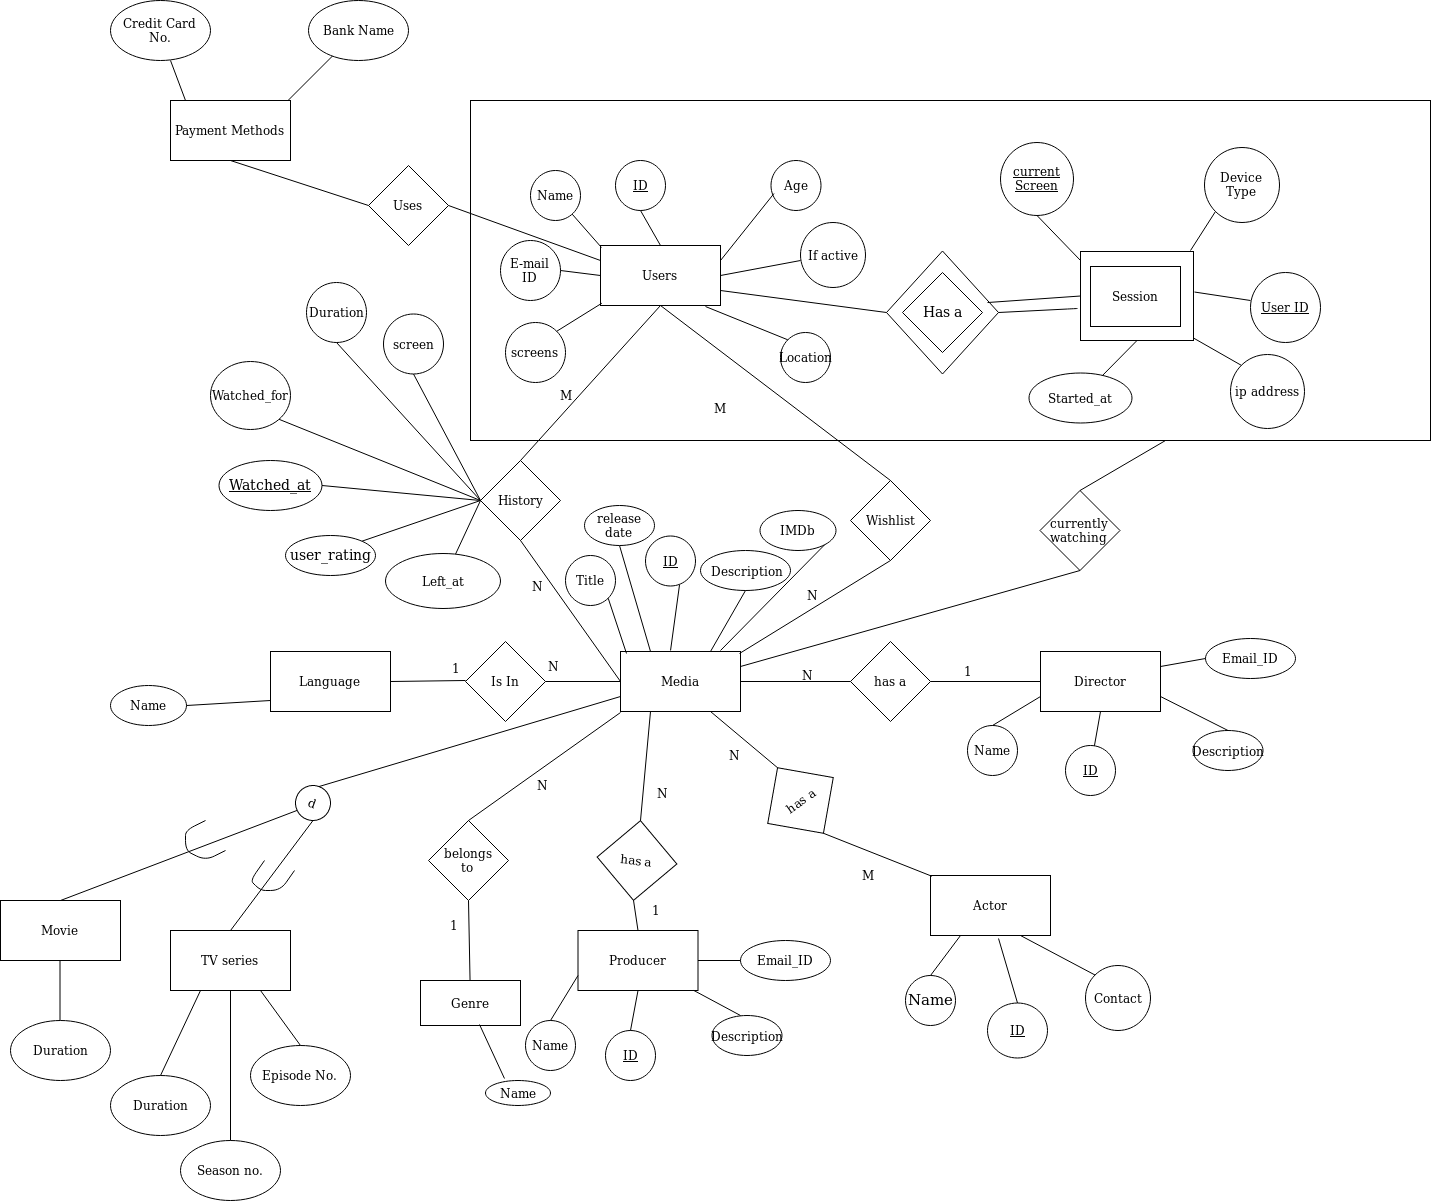 Credit Card
No.
Bank Name
Payment Methods
Uses
Name
ID
Age
E-mail
ID
Users
If active
screens
Location
Has a
current
Screen
Device
Type
Session
User ID
Started_at
ip address
Duration
screen
Watched_for
Watched_at
user_rating
Left_at
History
M
M
N
Wishlist
N
currently
watching
release
date
Title
ID
Description
IMDb
Language
Name
1
Is In
N
Media
N
has a
1
Director
Email_ID
Name
ID
Description
d
N
N
N
belongs
to
has a
has a
M
1
1
Movie
Duration
TV series
Duration
Episode No.
Season no.
Genre
Name
Producer
Email_ID
Name
ID
Description
Actor
Name
ID
Contact